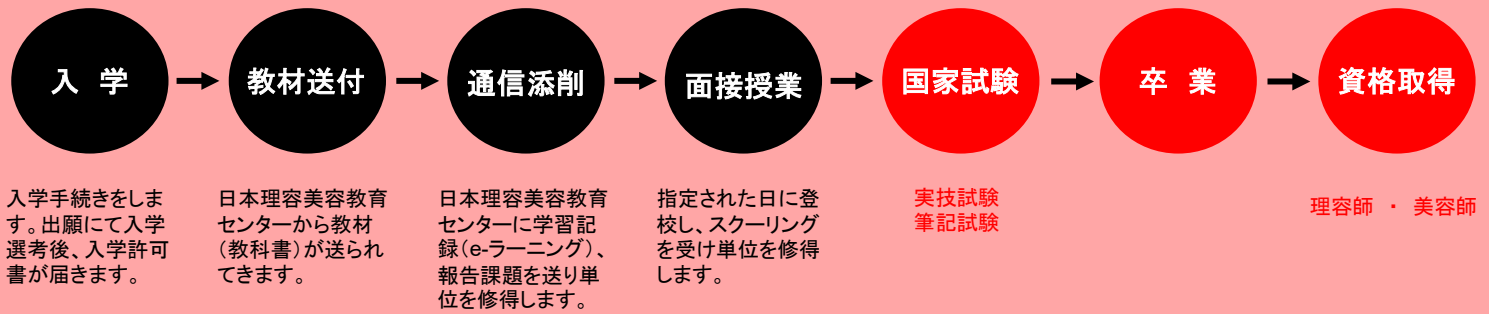 入 学
教材送付
通信添削
面接授業
国家試験
卒 業
資格取得
入学手続きをしま
す。出願にて入学
選考後、入学許可
書が届きます。
日本理容美容教育
センターから教材
(教科書)が送られ
てきます。
日本理容美容教育
センターに学習記
録(e-ラーニング)、
報告課題を送り単
位を修得します。
指定された日に登
校し、スクーリング
を受け単位を修得
します。
実技試験
筆記試験
理容師 ・ 美容師